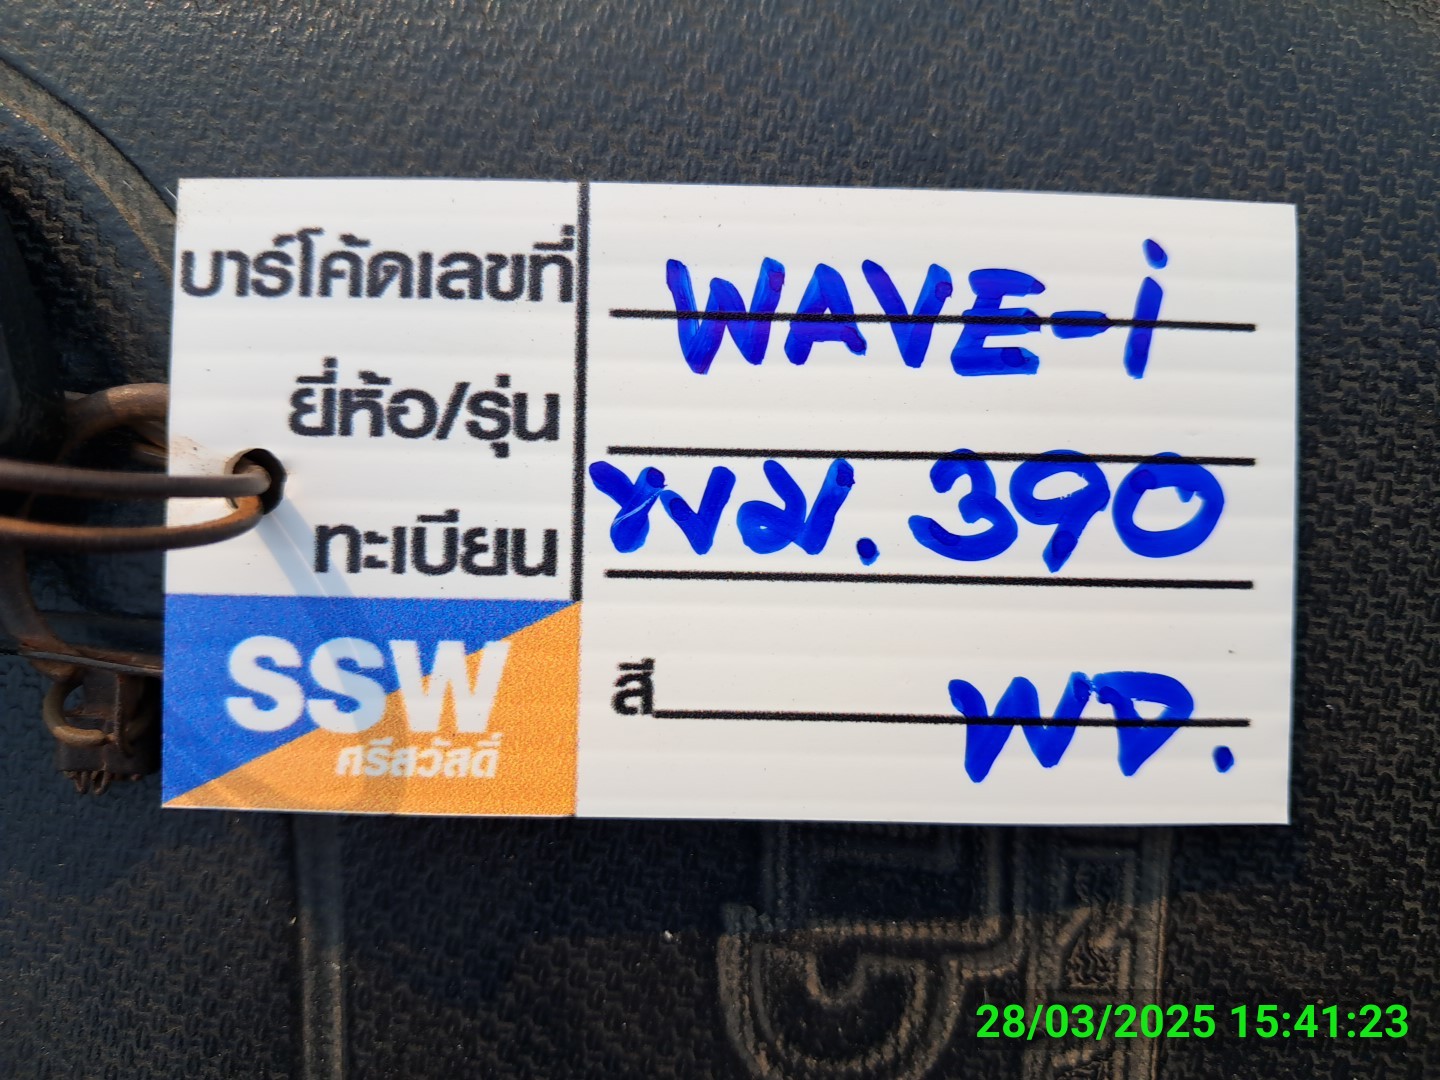 บาร์โค้ดเลขที่ WAVE-i
ยี่ห้อ/รุ่น
ทะเบียน ขม. 390
สี WD.
SSW
ศรีสวัสดิ์
28/03/2025 15:41:23